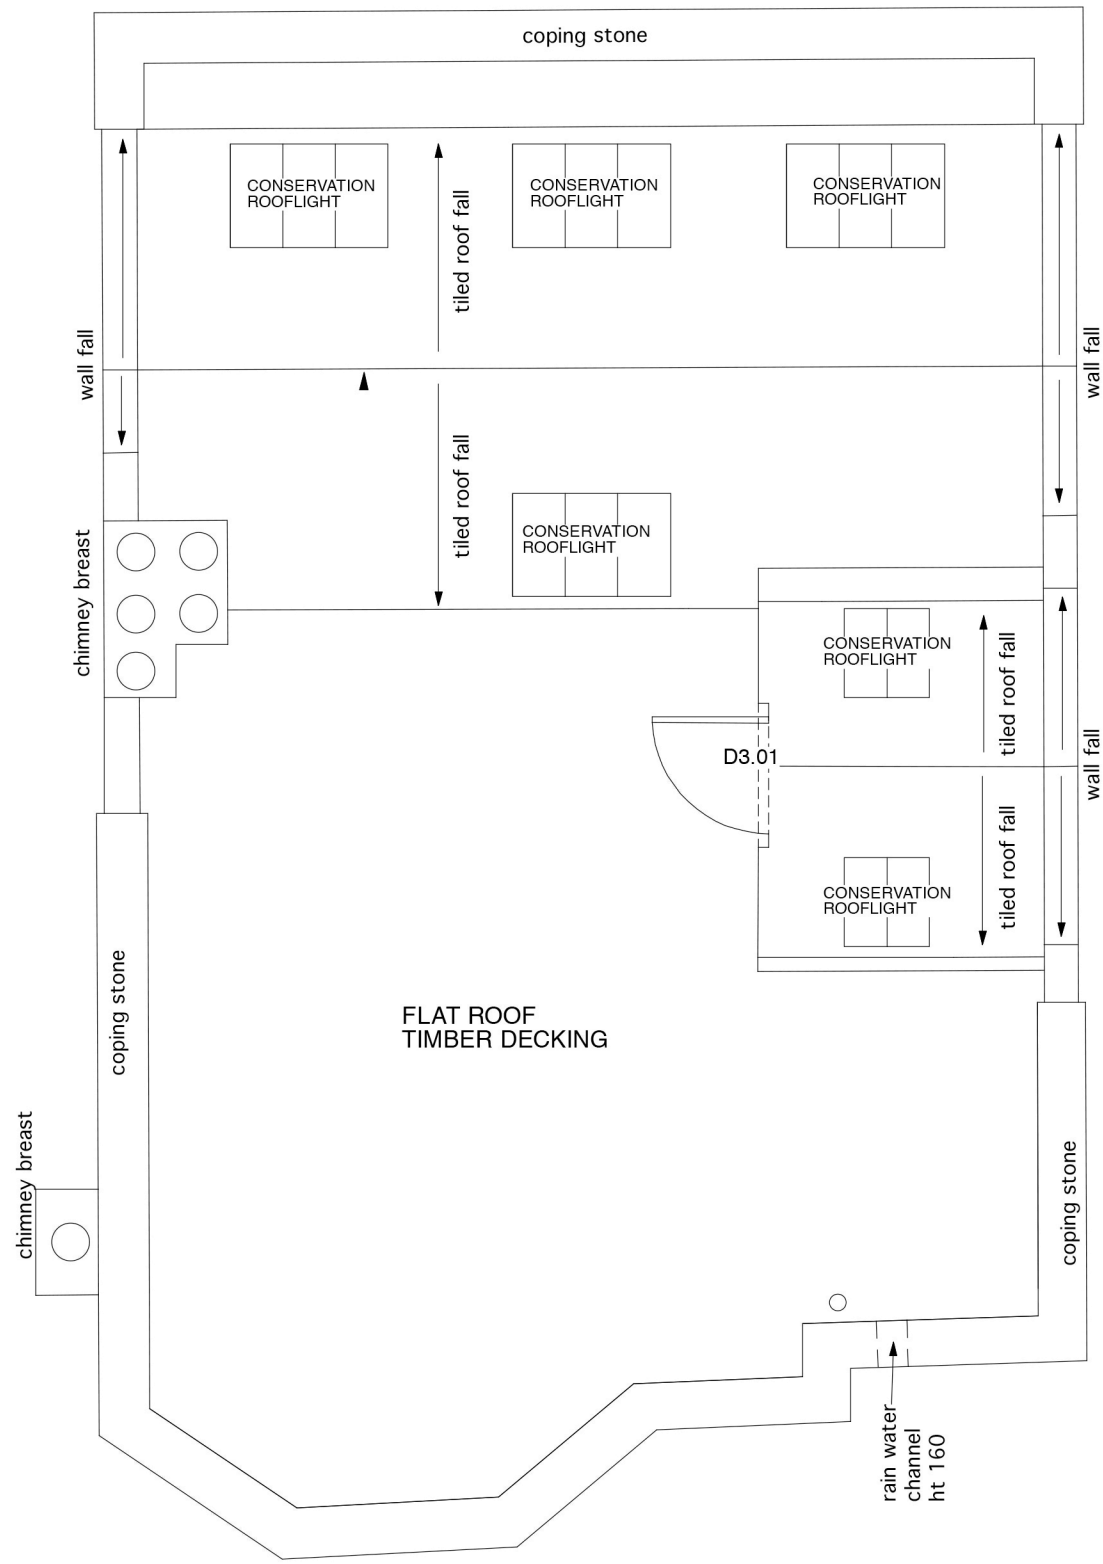 coping stone
CONSERVATION
ROOFLIGHT
CONSERVATION
ROOFLIGHT
CONSERVATION
ROOFLIGHT
tiled roof fall
wall fall
wall fall
tiled roof fall
CONSERVATION
ROOFLIGHT
chimney breast
CONSERVATION
ROOFLIGHT
tiled roof fall
D3.01
wall fall
tiled roof fall
CONSERVATION
ROOFLIGHT
coping stone
FLAT ROOF
TIMBER DECKING
chimney breast
coping stone
rain water
channel
ht 160